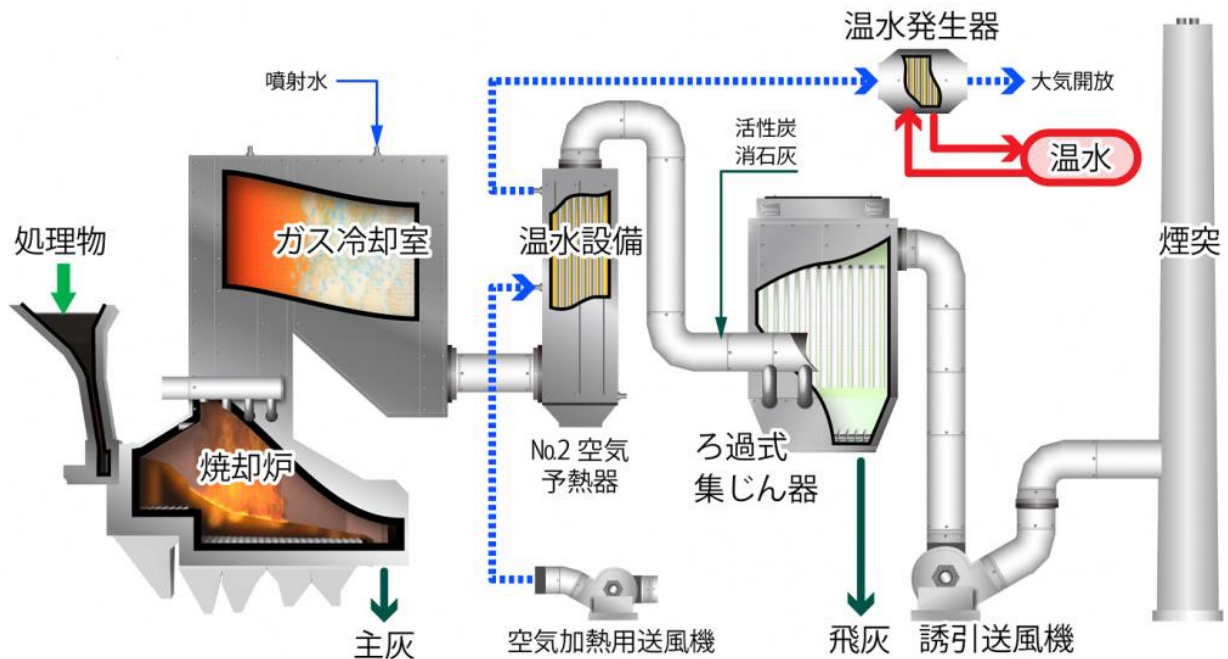 温水発生器
噴射水
大気開放
活性炭
消石灰
温水
処理物
ガス冷却室
温水設備
煙突
焼却炉
No.2 空気
予熱器
ろ過式
集じん器
主灰
空気加熱用送風機
飛灰
誘引送風機